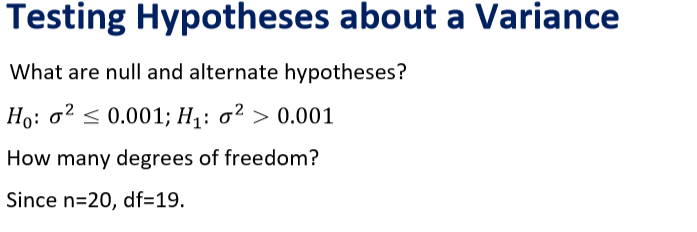 Testing Hypotheses about a Variance
What are null and alternate hypotheses?
H₀: σ² ≤ 0.001; H₁: σ² > 0.001
How many degrees of freedom?
Since n=20, df=19.